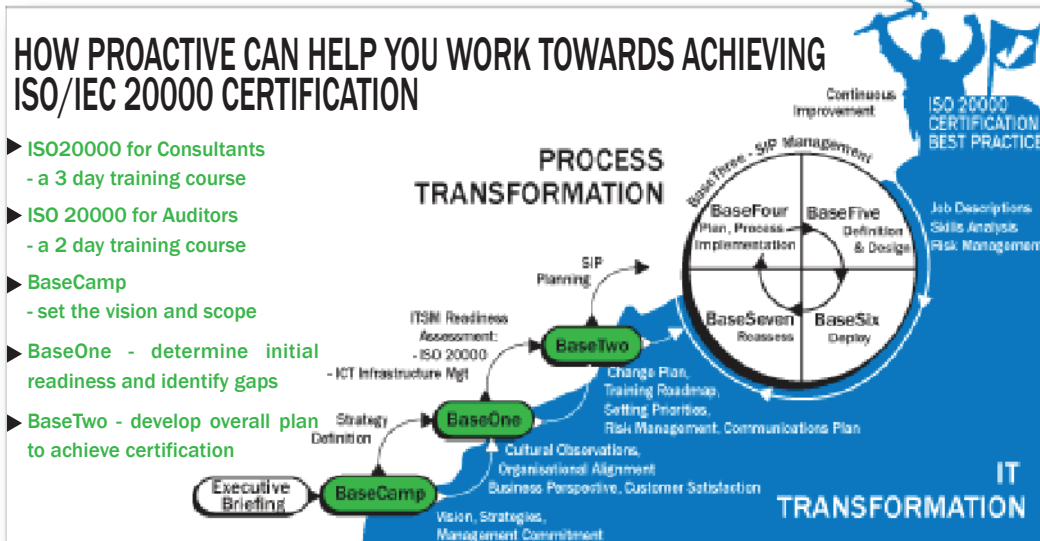 HOW PROACTIVE CAN HELP YOU WORK TOWARDS ACHIEVING
ISO/IEC 20000 CERTIFICATION
ISO20000 for Consultants
- a 3 day training course
ISO 20000 for Auditors
- a 2 day training course
BaseCamp
- set the vision and scope
BaseOne - determine initial
readiness and identify gaps
BaseTwo - develop overall plan
to achieve certification
PROCESS
TRANSFORMATION
Continuous
Improvement
ISO 20000
CERTIFICATION
BEST PRACTICE
BaseThree - SIP Management
BaseFour
Plan, Process
Implementation
BaseFive
Definition
& Design
BaseSeven
Reassess
BaseSix
Deploy
Job Descriptions
Skills Analysis
Risk Management
SIP
Planning
ITSM Readiness
Assessment:
- ISO 20000
- ICT Infrastructure Mgt
BaseTwo
Change Plan,
Training Roadmap,
Setting Priorities,
Risk Management, Communications Plan
Strategy
Definition
BaseOne
Cultural Observations,
Organisational Alignment
Business Perspective, Customer Satisfaction
Executive
Briefing
BaseCamp
Vision, Strategies,
Management Commitment
IT
TRANSFORMATION